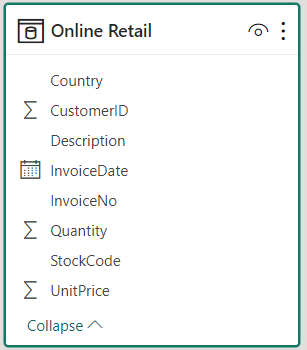 Online Retail
Country
CustomerID
Description
InvoiceDate
InvoiceNo
Quantity
StockCode
UnitPrice
Collapse